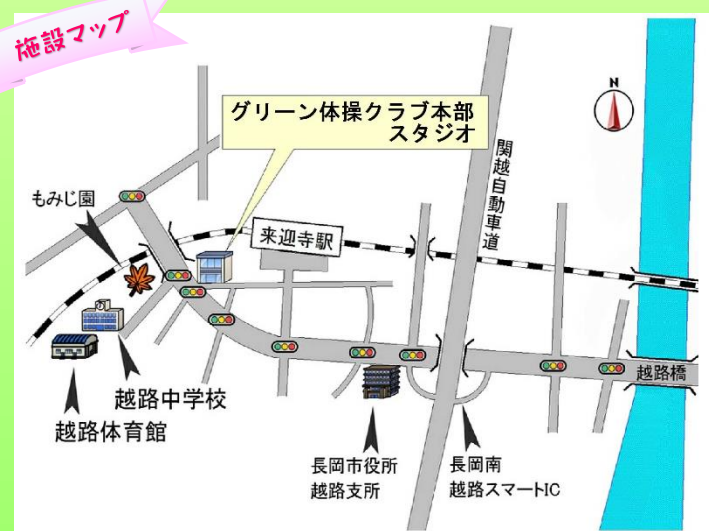 施設マップ
N
グリーン体操クラブ本部
スタジオ
関越自動車道
もみじ園
来迎寺駅
越路橋
越路中学校
越路体育館
長岡市役所
越路支所
長岡南
越路スマートIC